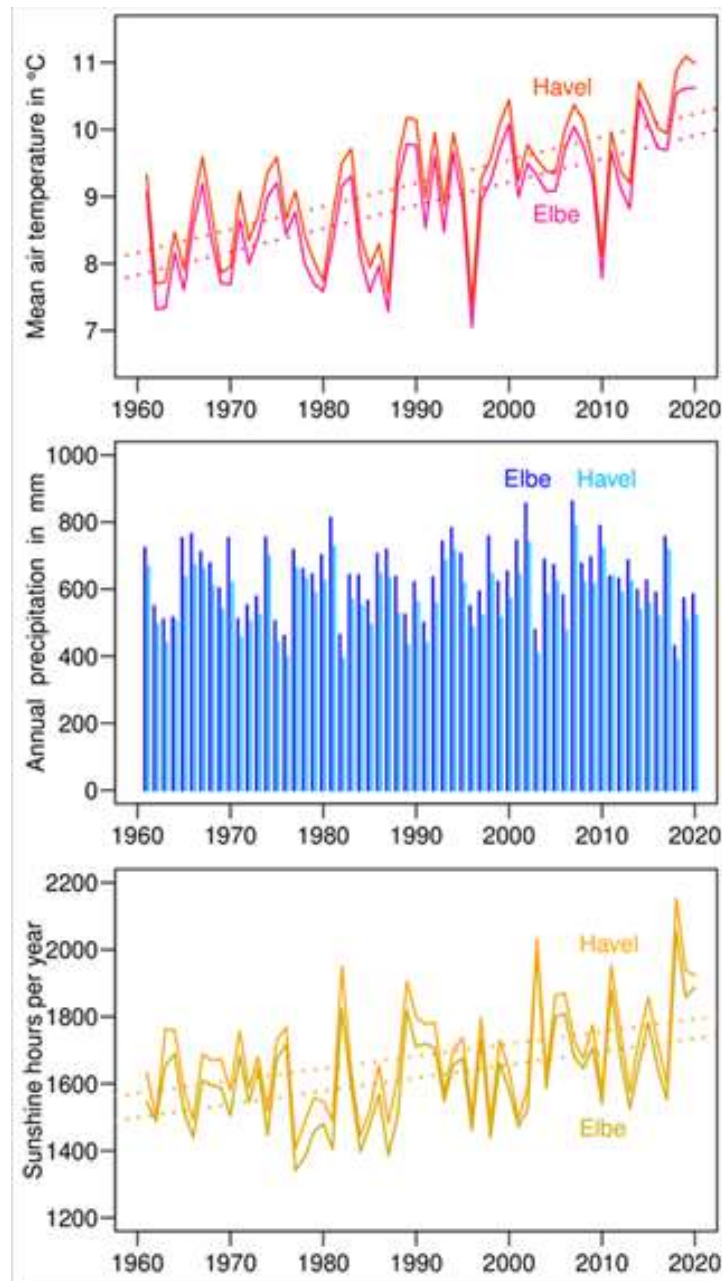 Mean air temperature in °C
11
10
9
8
7
Havel
Elbe
1960 1970 1980 1990 2000 2010 2020
Annual precipitation in mm
1000
800
600
400
200
0
Elbe Havel
1960 1970 1980 1990 2000 2010 2020
Sunshine hours per year
2200
2000
1800
1600
1400
1200
Havel
Elbe
1960 1970 1980 1990 2000 2010 2020